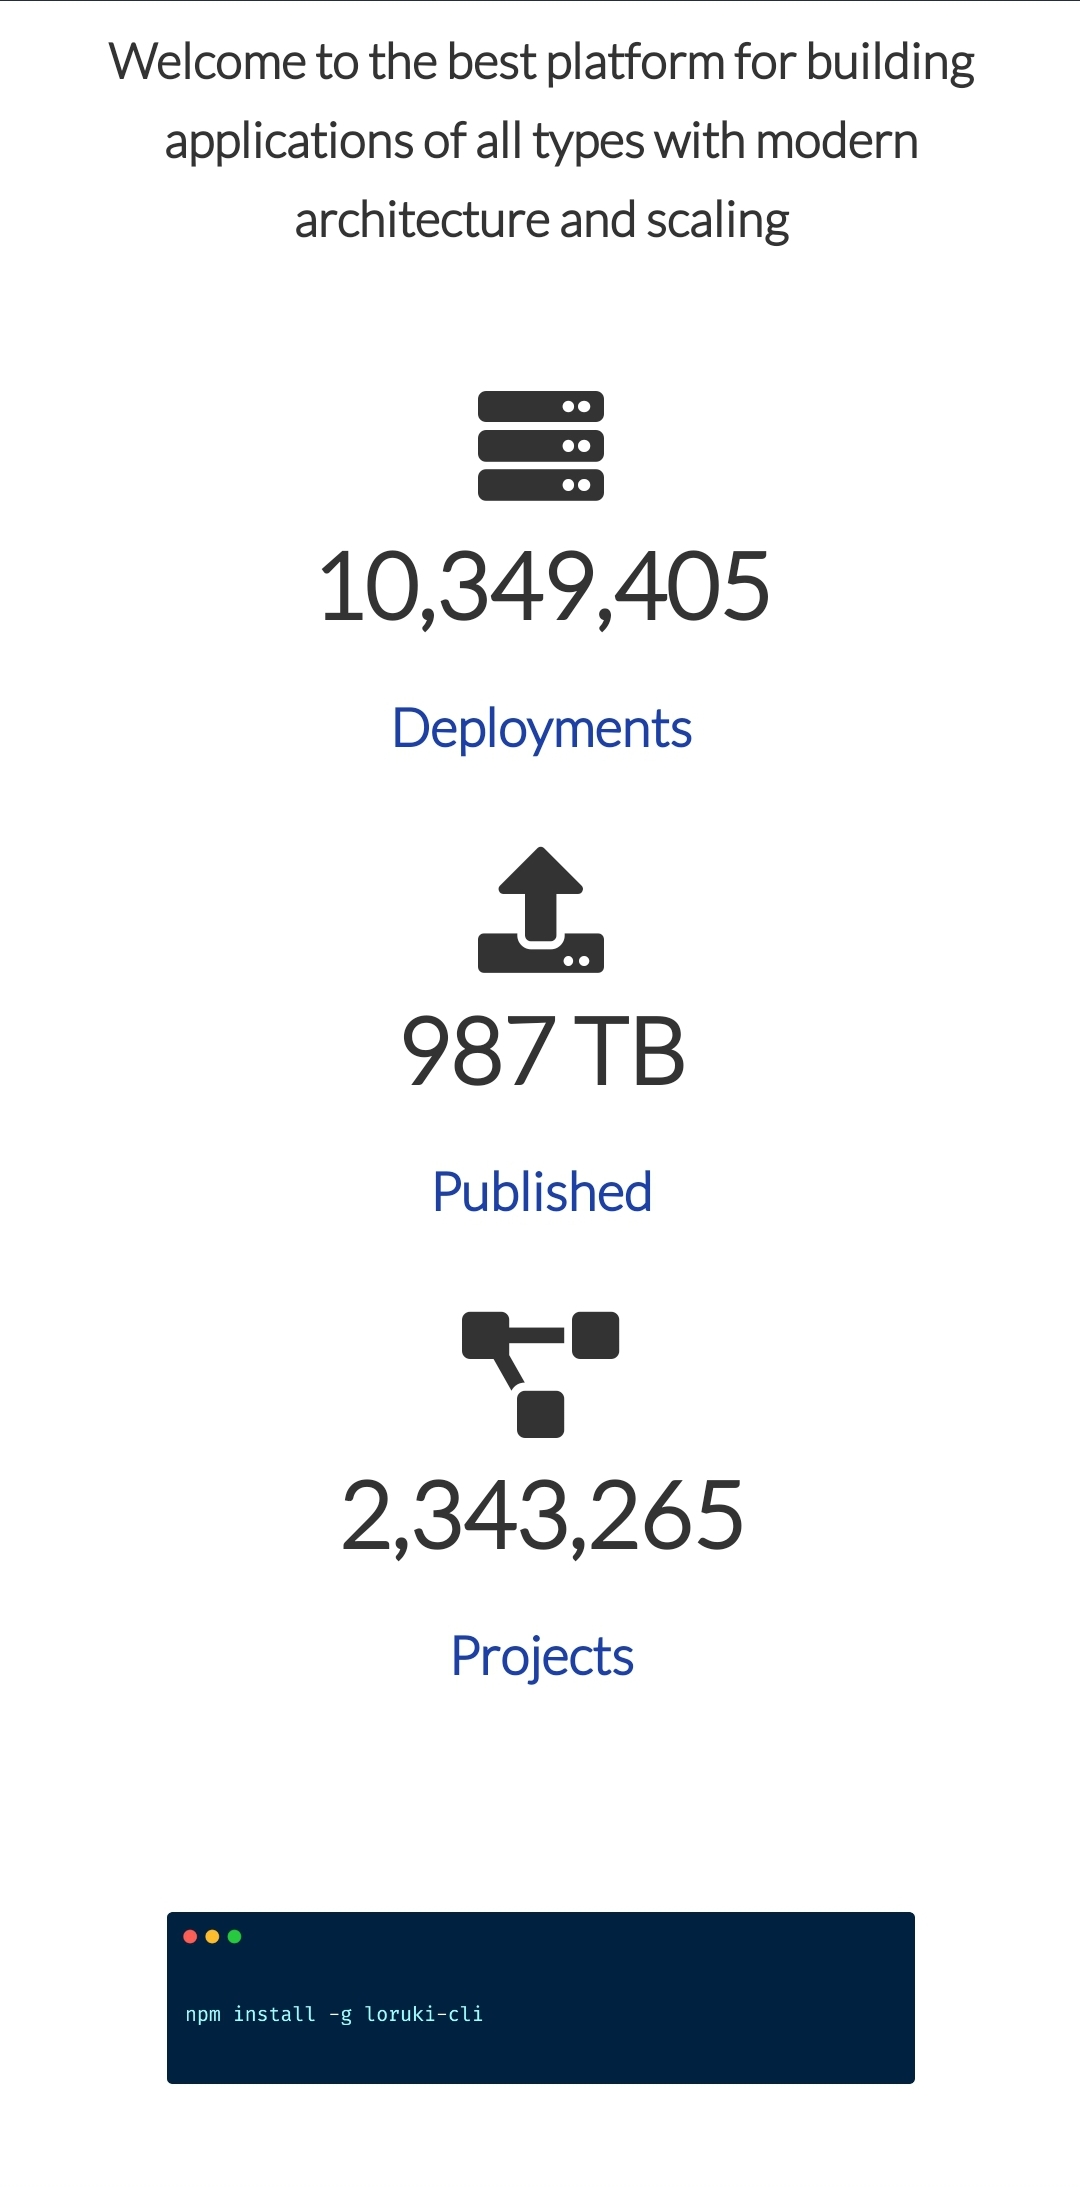 Welcome to the best platform for building
applications of all types with modern
architecture and scaling
10,349,405
Deployments
987 TB
Published
2,343,265
Projects
npm install -g loruki-cli